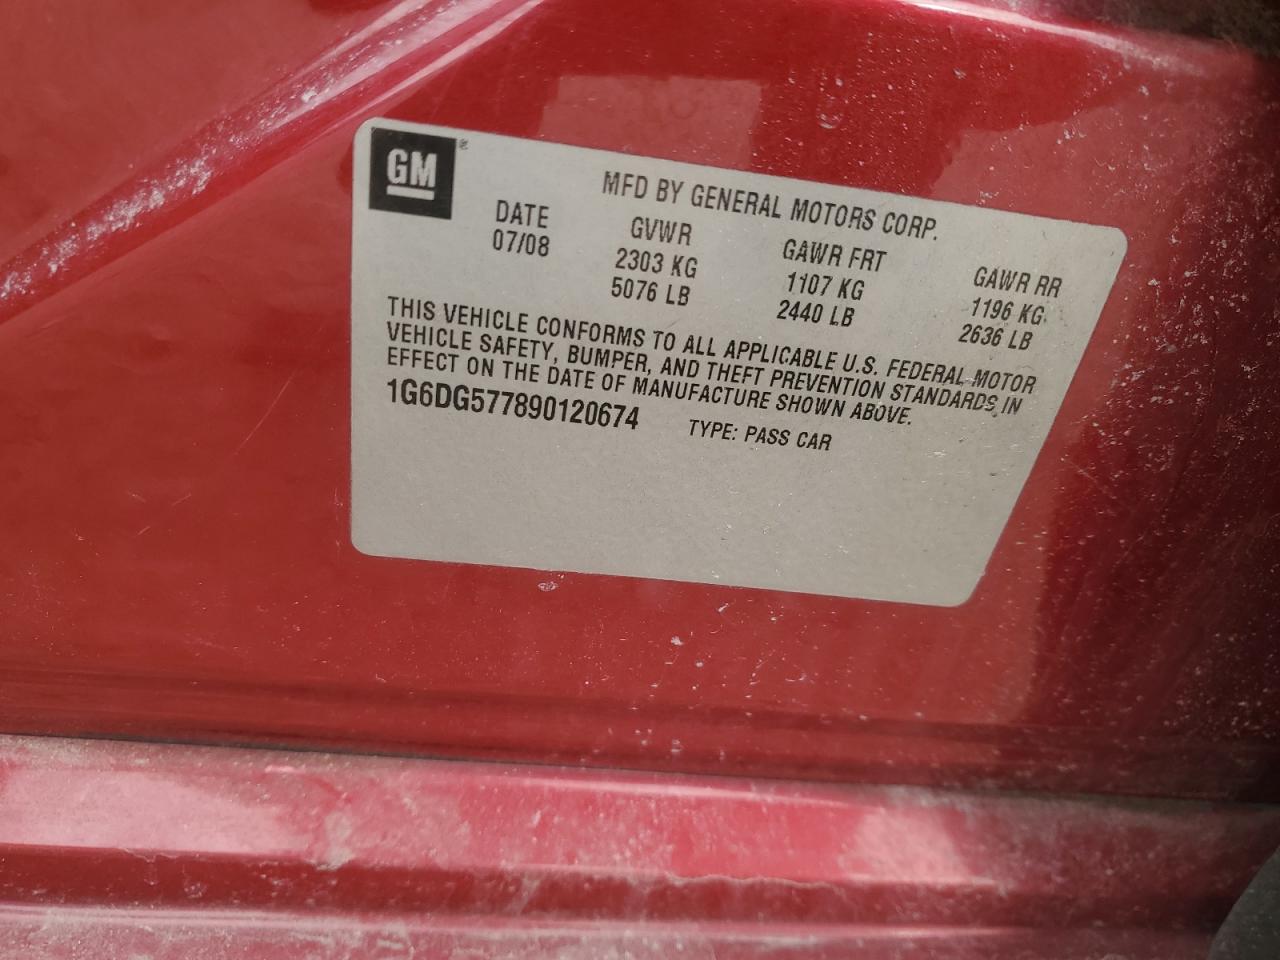 GM®
MFD BY GENERAL MOTORS CORP.
DATE GVWR GAWR FRT GAWR RR
07/08 2303 KG 1107 KG 1196 KG
5076 LB 2440 LB 2636 LB
THIS VEHICLE CONFORMS TO ALL APPLICABLE U.S. FEDERAL MOTOR
VEHICLE SAFETY, BUMPER, AND THEFT PREVENTION STANDARDS IN
EFFECT ON THE DATE OF MANUFACTURE SHOWN ABOVE.
1G6DG577890120674 TYPE: PASS CAR